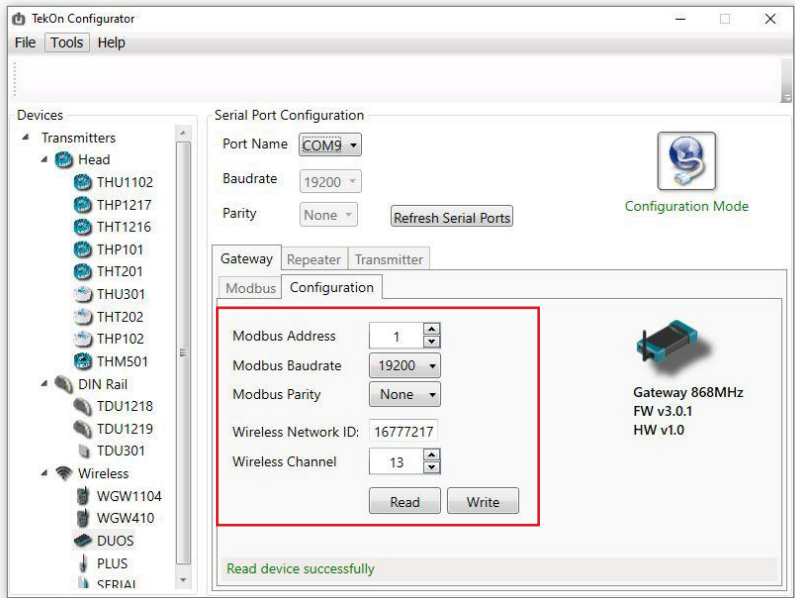 TekOn Configurator
File Tools Help
Devices
Transmitters
Head
THU1102
THP1217
THT1216
THP101
THT201
THU301
THT202
THP102
THM501
DIN Rail
TDU1218
TDU1219
TDU301
Wireless
WGW1104
WGW410
DUOS
PLUS
SERIAL
Serial Port Configuration
Port Name COM9
Baudrate 19200
Parity None Refresh Serial Ports
Configuration Mode
Gateway Repeater Transmitter
Modbus Configuration
Modbus Address 1
Modbus Baudrate 19200
Modbus Parity None
Wireless Network ID: 16777217
Wireless Channel 13
Read Write
Gateway 868MHz
FW v3.0.1
HW v1.0
Read device successfully